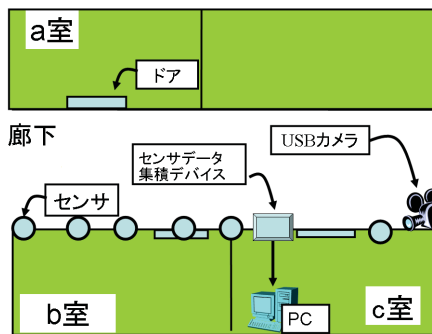 a室
ドア
廊下
USBカメラ
センサデータ
集積デバイス
センサ
b室
PC
c室